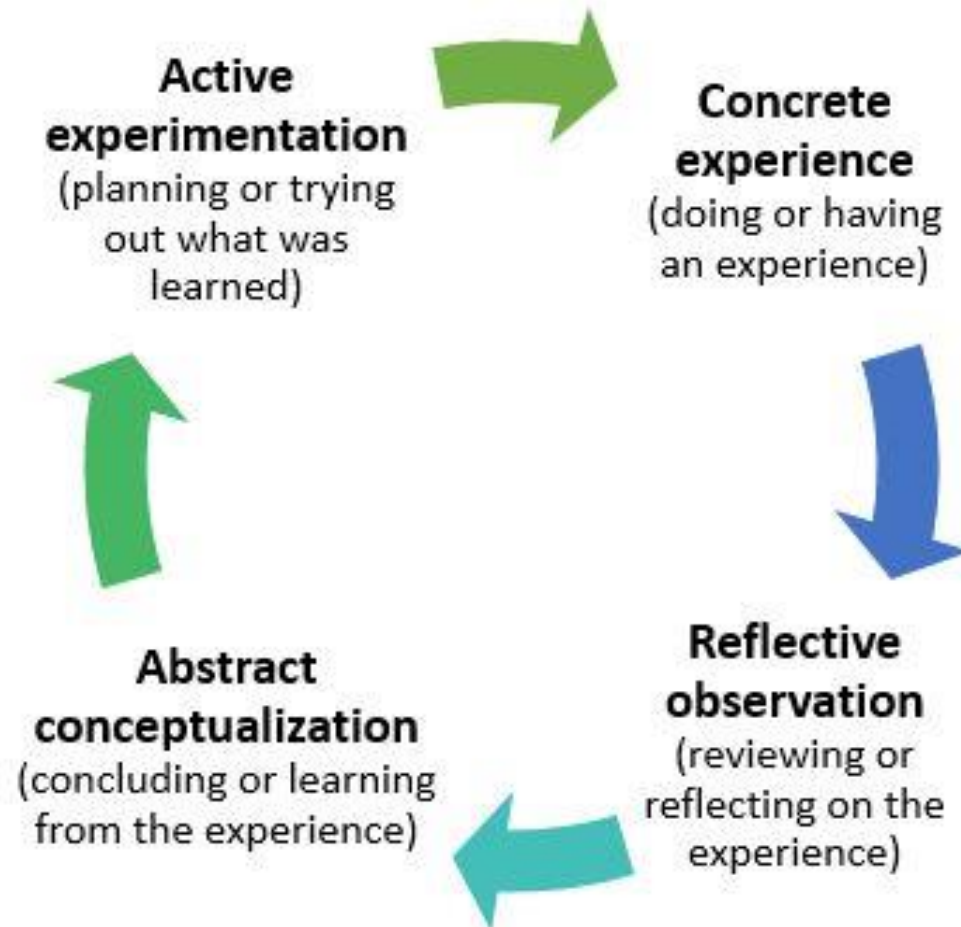 Active
experimentation
(planning or trying
out what was
learned)
Concrete
experience
(doing or having
an experience)
Reflective
observation
(reviewing or
reflecting on the
experience)
Abstract
conceptualization
(concluding or learning
from the experience)